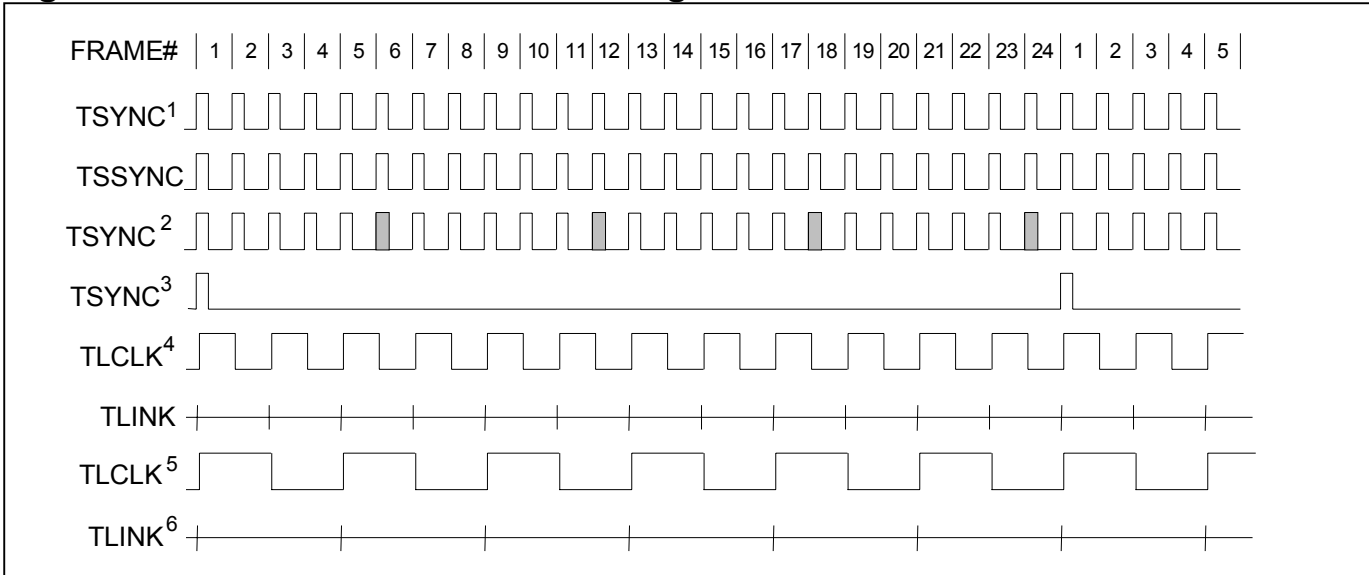 FRAME# 1 2 3 4 5 6 7 8 9 10 11 12 13 14 15 16 17 18 19 20 21 22 23 24 1 2 3 4 5
TSYNC1
TSSYNC
TSYNC2
TSYNC3
TLCLK4
TLINK
TLCLK5
TLINK6